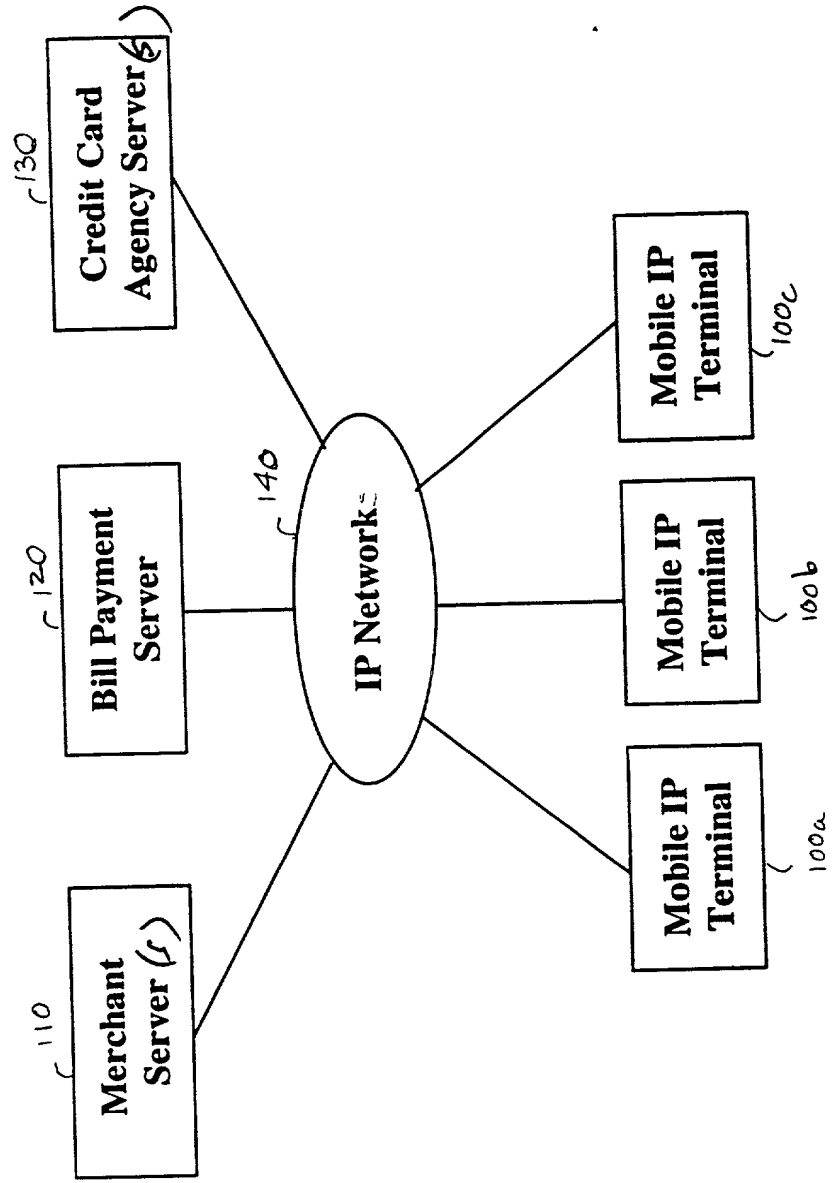 110
Merchant
Server (s)
120
Bill Payment
Server
130
Credit Card
Agency Server(s)
140
IP Networks
Mobile IP
Terminal
100a
Mobile IP
Terminal
100b
Mobile IP
Terminal
100c